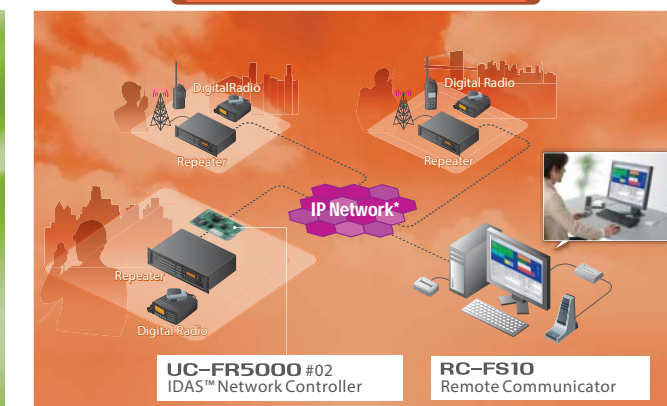 DigitalRadio
Repeater
Digital Radio
Repeater
IP Network*
Repeater
Digital Radio
UC-FR5000 #02
IDAS™ Network Controller
RC-FS10
Remote Communicator